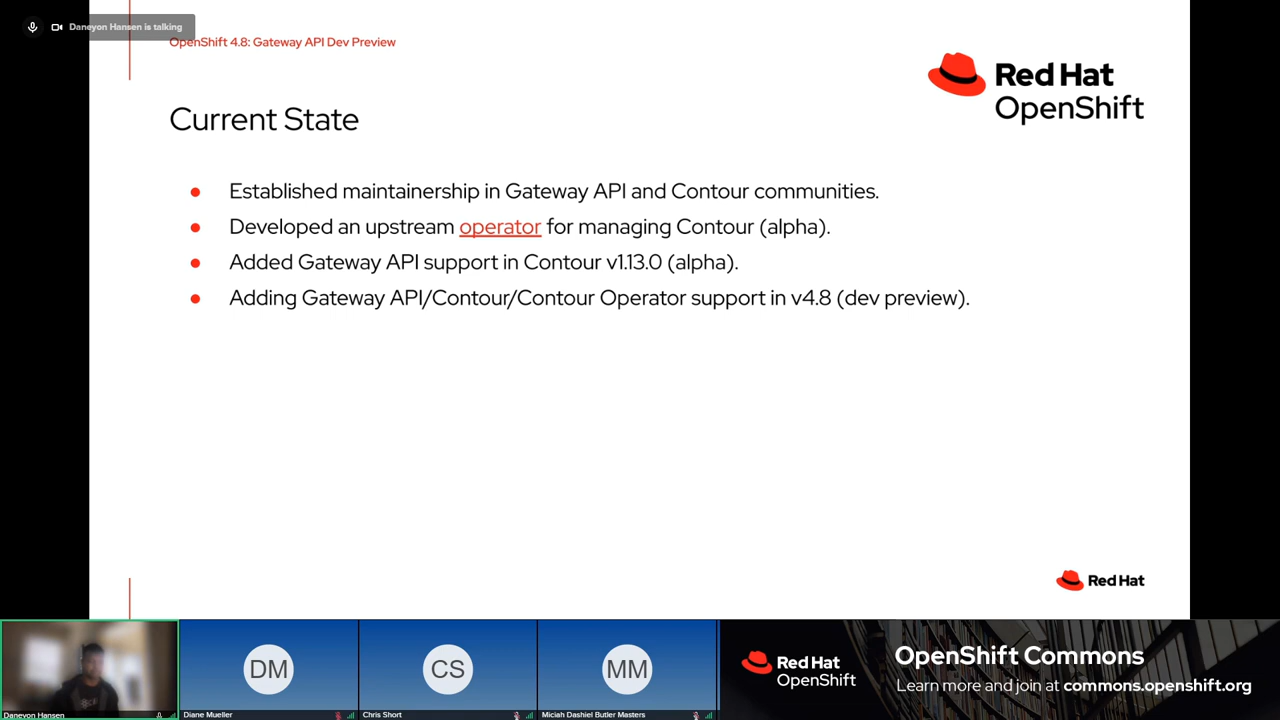 Daneyon Hansen is talking
OpenShift 4.8: Gateway API Dev Preview
Red Hat
OpenShift
Current State
● Established maintainership in Gateway API and Contour communities.
● Developed an upstream operator for managing Contour (alpha).
● Added Gateway API support in Contour v1.13.0 (alpha).
● Adding Gateway API/Contour/Contour Operator support in v4.8 (dev preview).
Red Hat
DM
CS
MM
Daneyon Hansen
Diane Mueller
Chris Short
Miciah Dashiel Butler Masters
Red Hat
OpenShift
OpenShift Commons
Learn more and join at commons.openshift.org